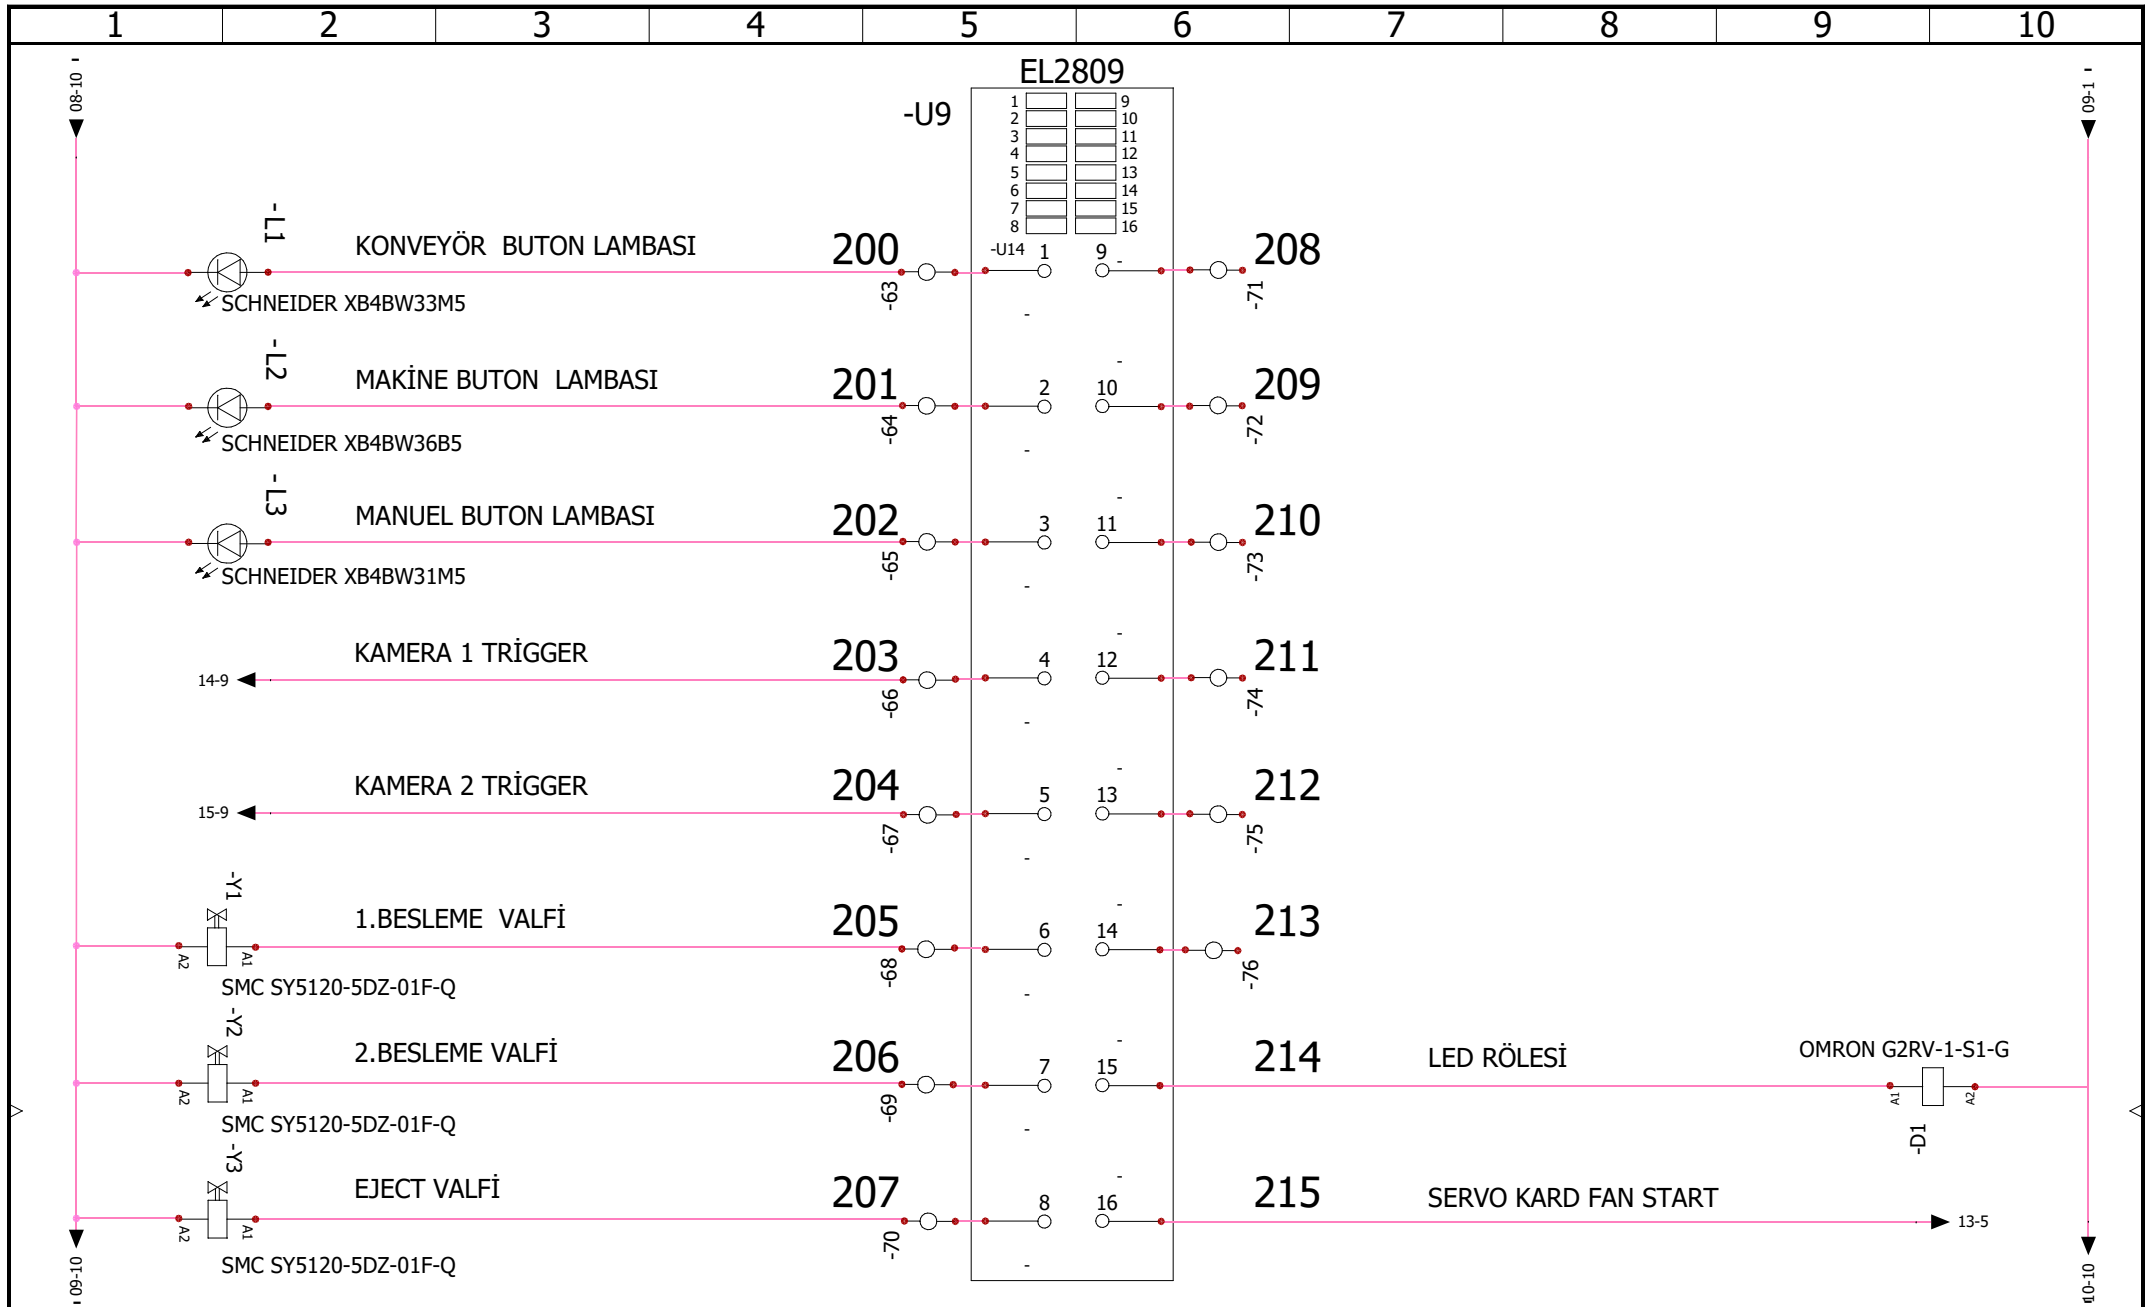 1 2 3 4 5 6 7 8 9 10
08-10 -
EL2809
09-1 -
-U9
1 9
2 10
3 11
4 12
5 13
6 14
7 15
8 16
-L1 KONVEYÖR BUTON LAMBASI 200 -U14 1 9 - 208
SCHNEIDER XB4BW33M5 -63 -71
-
-L2 MAKİNE BUTON LAMBASI 201 2 10 - 209
SCHNEIDER XB4BW36B5 -64 -72
-
-L3 MANUEL BUTON LAMBASI 202 3 11 - 210
SCHNEIDER XB4BW31M5 -65 -73
-
KAMERA 1 TRİGGER 203 4 12 - 211
14-9 -66 -74
-
KAMERA 2 TRİGGER 204 5 13 - 212
15-9 -67 -75
-
-Y1 1.BESLEME VALFİ 205 6 14 - 213
A2 A1 -68 -76
SMC SY5120-5DZ-01F-Q -
-Y2 2.BESLEME VALFİ 206 7 15 - 214 LED RÖLESİ OMRON G2RV-1-S1-G
A2 A1 -69 A1 A2
SMC SY5120-5DZ-01F-Q - -D1
-Y3 EJECT VALFİ 207 8 16 - 215 SERVO KARD FAN START
A2 A1 -70 13-5
SMC SY5120-5DZ-01F-Q -
09-10 10-10